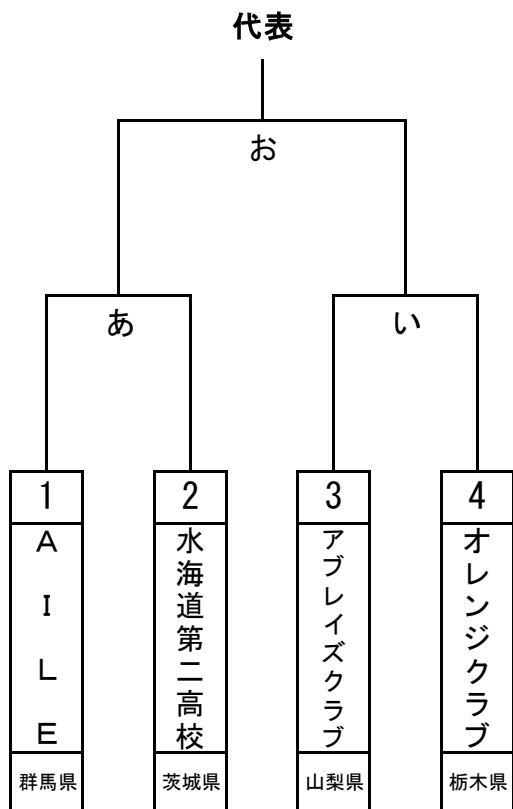 代表
お
あ
い
1
2
3
4
AILE
水海道第二高校
アブレイズクラブ
オレンジクラブ
群馬県
茨城県
山梨県
栃木県